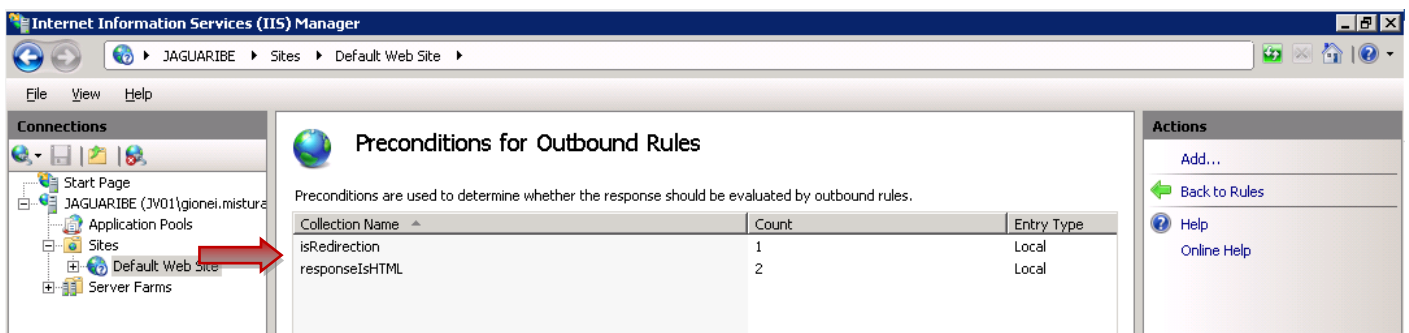 Internet Information Services (IIS) Manager
JAGUARIBE Sites Default Web Site
File View Help
Connections
Start Page
JAGUARIBE (JV01\gionei.mistura
Application Pools
Sites
Default Web Site
Server Farms
Preconditions for Outbound Rules
Preconditions are used to determine whether the response should be evaluated by outbound rules.
Collection Name Count Entry Type
isRedirection 1 Local
responseIsHTML 2 Local
Actions
Add...
Back to Rules
Help
Online Help